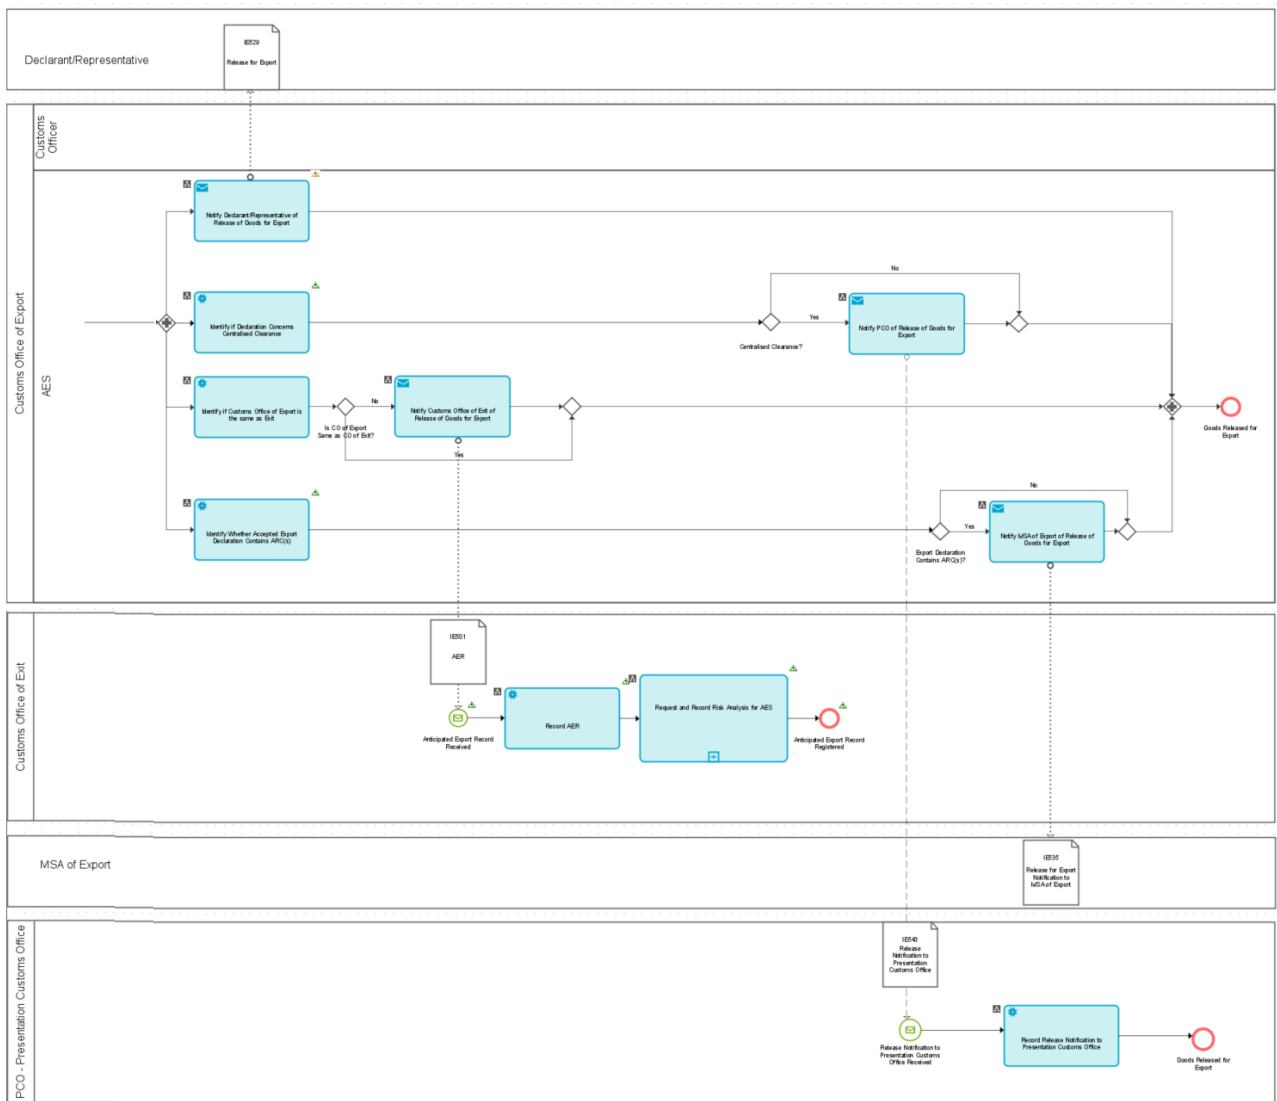 Declarant/Representative
IE529
Release for Export
Customs Office of Export
Customs
Officer
AES
Notify Declarant/Representative of
Release of Goods for Export
Identify if Declaration Concerns
Centralised Clearance
Centralised Clearance?
No
Yes
Notify PCO of Release of Goods for
Export
Identify if Customs Office of Export is
the same as Exit
Is CO of Export
Same as CO of Exit?
No
Yes
Notify Customs Office of Exit of
Release of Goods for Export
Goods Released for
Export
Identify Whether Accepted Export
Declaration Contains ARC(s)
Export Declaration
Contains ARC(s)?
No
Yes
Notify MSA of Export of Release of
Goods for Export
Customs Office of Exit
IE501
AER
Anticipated Export Record
Received
Record AER
Request and Record Risk Analysis for AES
Anticipated Export Record
Registered
MSA of Export
IE535
Release for Export
Notification to
MSA of Export
PCO - Presentation Customs Office
IE543
Release
Notification to
Presentation
Customs Office
Release Notification to
Presentation Customs
Office Received
Record Release Notification to
Presentation Customs Office
Goods Released for
Export